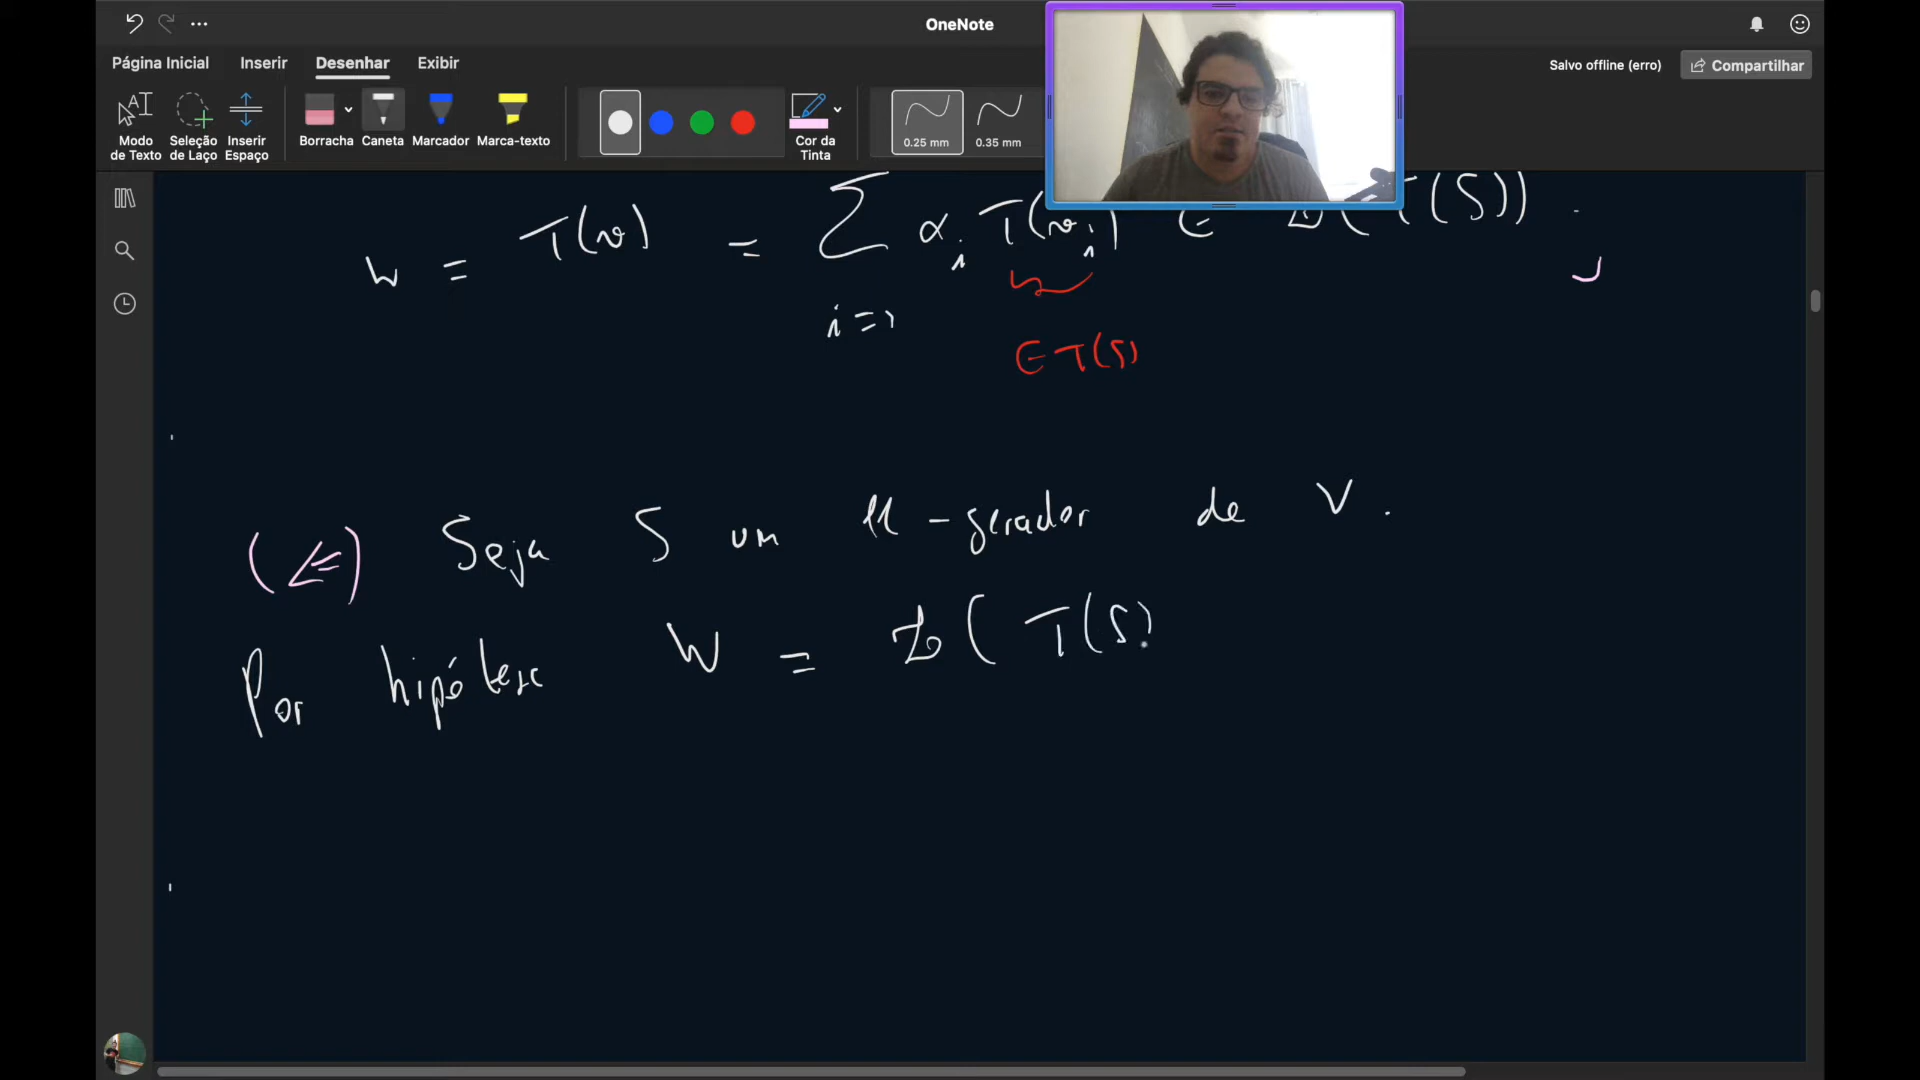 OneNote
Página Inicial Inserir Desenhar Exibir
Salvo offline (erro) Compartilhar
Modo de Texto
Seleção de Laço
Inserir Espaço
Borracha
Caneta
Marcador
Marca-texto
Cor da Tinta
0.25 mm
0.35 mm
w = T(v) = ∑ αᵢ T(vᵢ) ∈ (T(S)).
i=1
∈ T(S)
(⇐) Seja S um -gerador de V.
Por hipótese W = (T(S)